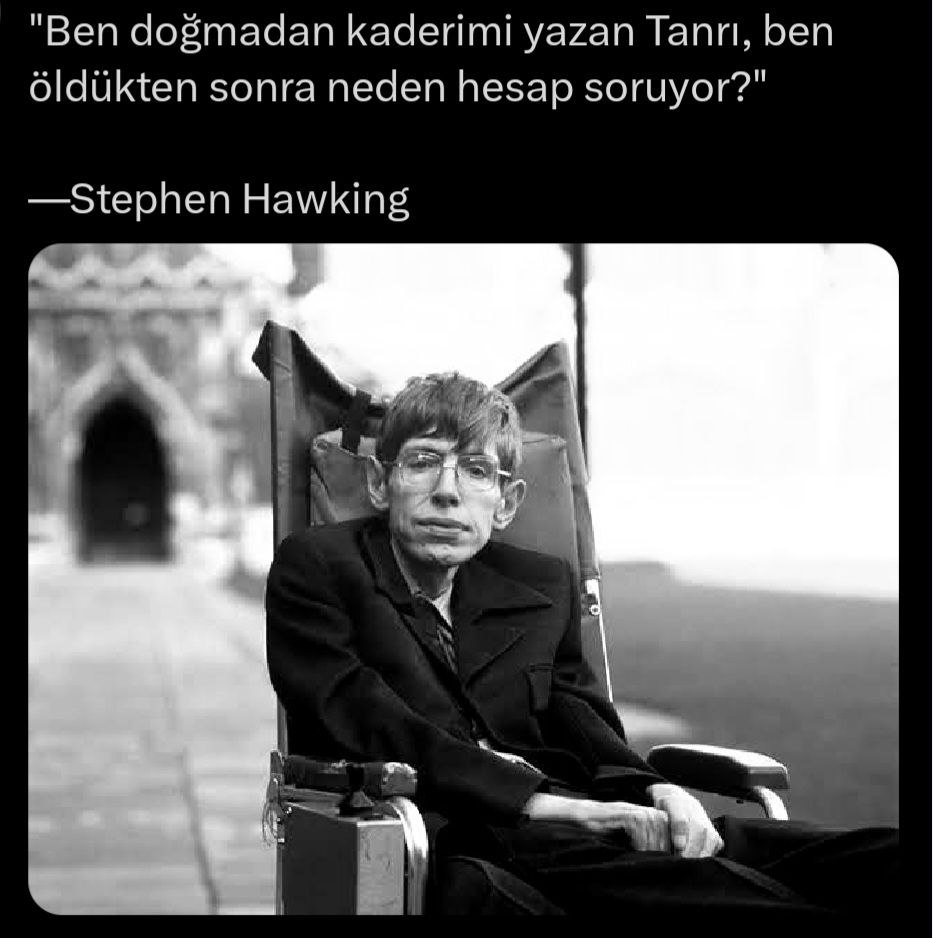 "Ben doğmadan kaderimi yazan Tanrı, ben
öldükten sonra neden hesap soruyor?"
—Stephen Hawking